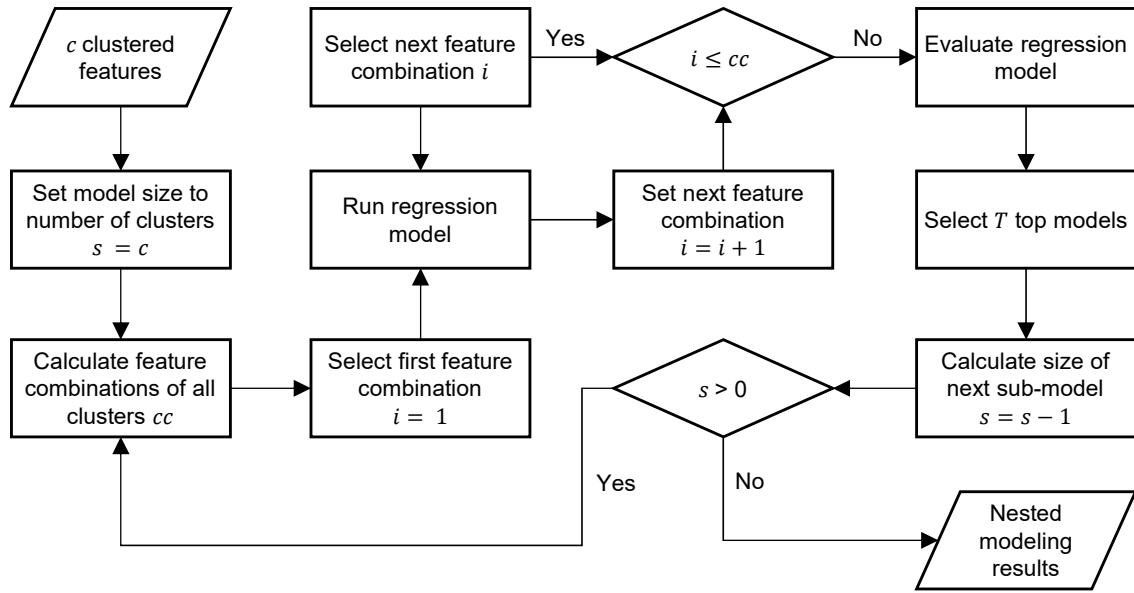 𝑐 clustered
features
Set model size to
number of clusters
𝑠 = 𝑐
Calculate feature
combinations of all
clusters 𝑐𝑐
Select first feature
combination
𝑖 = 1
Run regression
model
Select next feature
combination 𝑖
Yes
𝑖 ≤ 𝑐𝑐
No
Set next feature
combination
𝑖 = 𝑖 + 1
Evaluate regression
model
Select 𝑇 top models
Calculate size of
next sub-model
𝑠 = 𝑠 − 1
𝑠 > 0
Yes
No
Nested
modeling
results